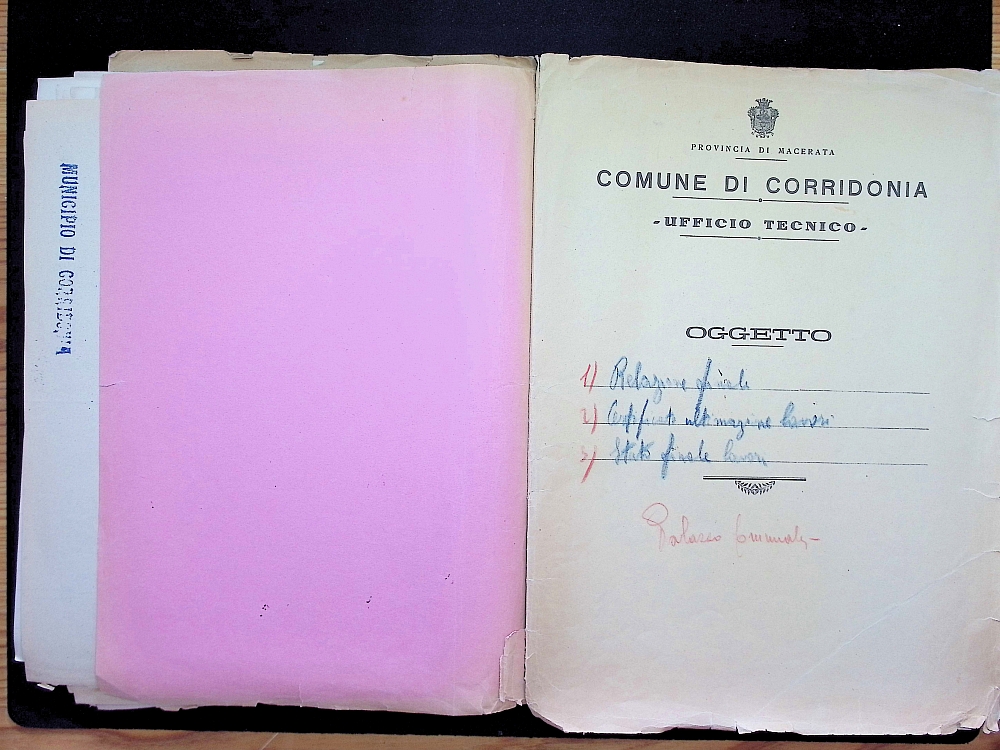 MUNICIPIO DI CORRIDONIA
PROVINCIA DI MACERATA
COMUNE DI CORRIDONIA
-UFFICIO TECNICO-
OGGETTO
1) Relazione finale
2) Certificato ultimazione lavori
3) Stato finale lavori
Palazzo Comunale-